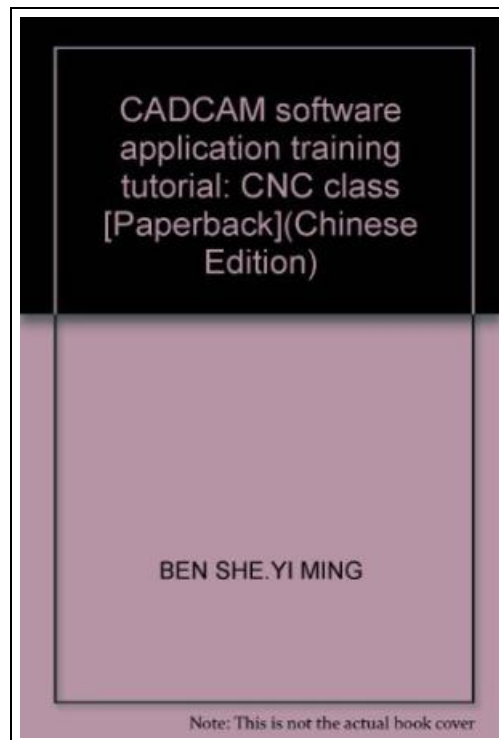 CADCAM software
application training
tutorial: CNC class
[Paperback](Chinese
Edition)
BEN SHE.YI MING
Note: This is not the actual book cover